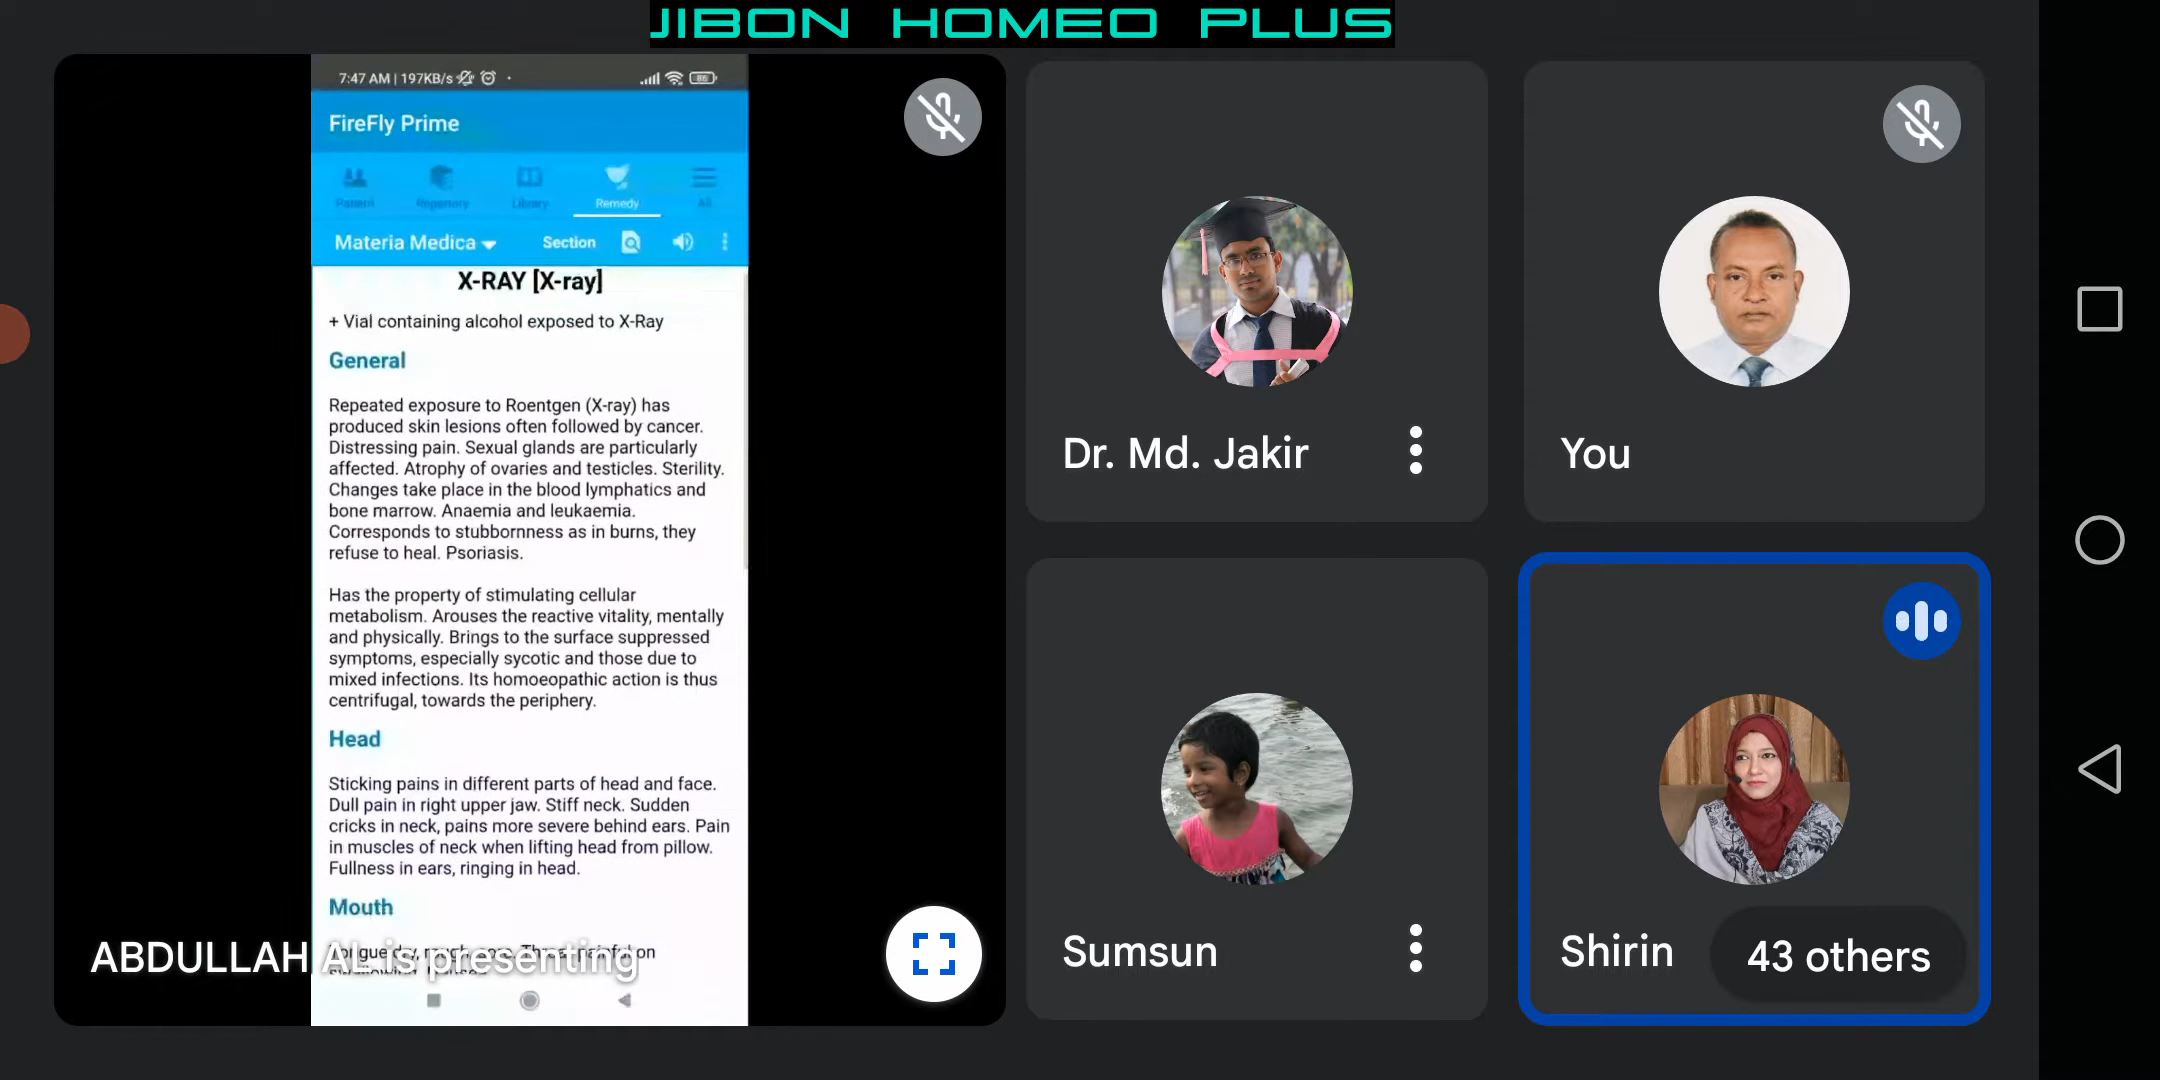 JIBON HOMEO PLUS
7:47 AM | 197KB/s
86
FireFly Prime
Patient
Repertory
Library
Remedy
All
Materia Medica
Section
X-RAY [X-ray]
+ Vial containing alcohol exposed to X-Ray
General
Repeated exposure to Roentgen (X-ray) has
produced skin lesions often followed by cancer.
Distressing pain. Sexual glands are particularly
affected. Atrophy of ovaries and testicles. Sterility.
Changes take place in the blood lymphatics and
bone marrow. Anaemia and leukaemia.
Corresponds to stubbornness as in burns, they
refuse to heal. Psoriasis.
Has the property of stimulating cellular
metabolism. Arouses the reactive vitality, mentally
and physically. Brings to the surface suppressed
symptoms, especially sycotic and those due to
mixed infections. Its homoeopathic action is thus
centrifugal, towards the periphery.
Head
Sticking pains in different parts of head and face.
Dull pain in right upper jaw. Stiff neck. Sudden
cricks in neck, pains more severe behind ears. Pain
in muscles of neck when lifting head from pillow.
Fullness in ears, ringing in head.
Mouth
ABDULLAH AL is presenting
Dr. Md. Jakir
You
Sumsun
Shirin
43 others